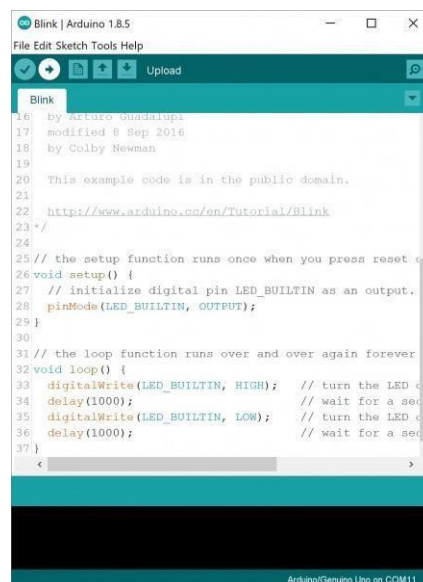 Blink | Arduino 1.8.5
File Edit Sketch Tools Help
Upload
Blink
16 by Arturo Guadalupi
17 modified 8 Sep 2016
18 by Colby Newman
19
20 This example code is in the public domain.
21
22 http://www.arduino.cc/en/Tutorial/Blink
23 */
24
25 // the setup function runs once when you press reset
26 void setup() {
27 // initialize digital pin LED_BUILTIN as an output.
28 pinMode(LED_BUILTIN, OUTPUT);
29 }
30
31 // the loop function runs over and over again forever
32 void loop() {
33 digitalWrite(LED_BUILTIN, HIGH); // turn the LED
34 delay(1000); // wait for a sec
35 digitalWrite(LED_BUILTIN, LOW); // turn the LED
36 delay(1000); // wait for a sec
37 }
Arduino/Genuino Uno on COM11